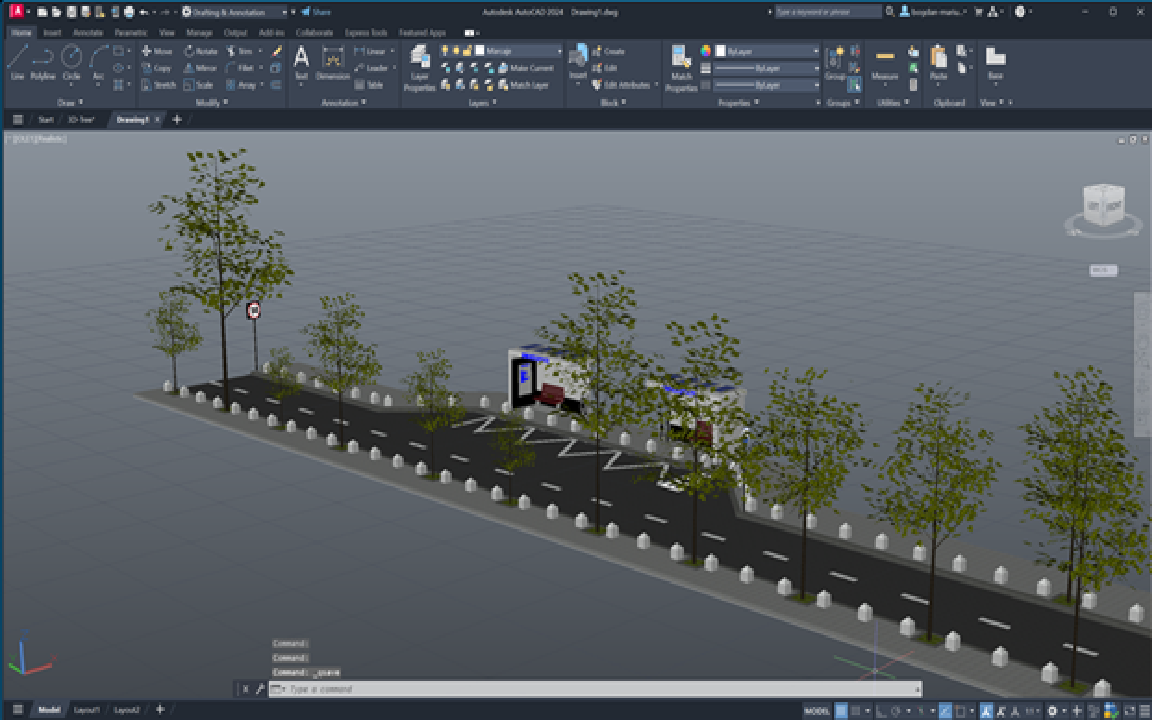 Drafting & Annotation Share Autodesk AutoCAD 2024 Drawing1.dwg Type a keyword or phrase bogdan-mariu...
Home Insert Annotate Parametric View Manage Output Add-ins Collaborate Express Tools Featured Apps
Line Polyline Circle Arc
Move Rotate Trim
Copy Mirror Fillet
Stretch Scale Array
Text Dimension
Linear
Leader
Table
Layer Properties
Marcaje
Make Current
Match Layer
Insert
Create
Edit
Edit Attributes
Match Properties
ByLayer
ByLayer
ByLayer
Group
Measure
Paste
Base
Draw Modify Annotation Layers Block Properties Groups Utilities Clipboard View
Start 3D-Tree* Drawing1
Command:
Command:
Command: _qsave
Type a command
Model Layout1 Layout2 MODEL